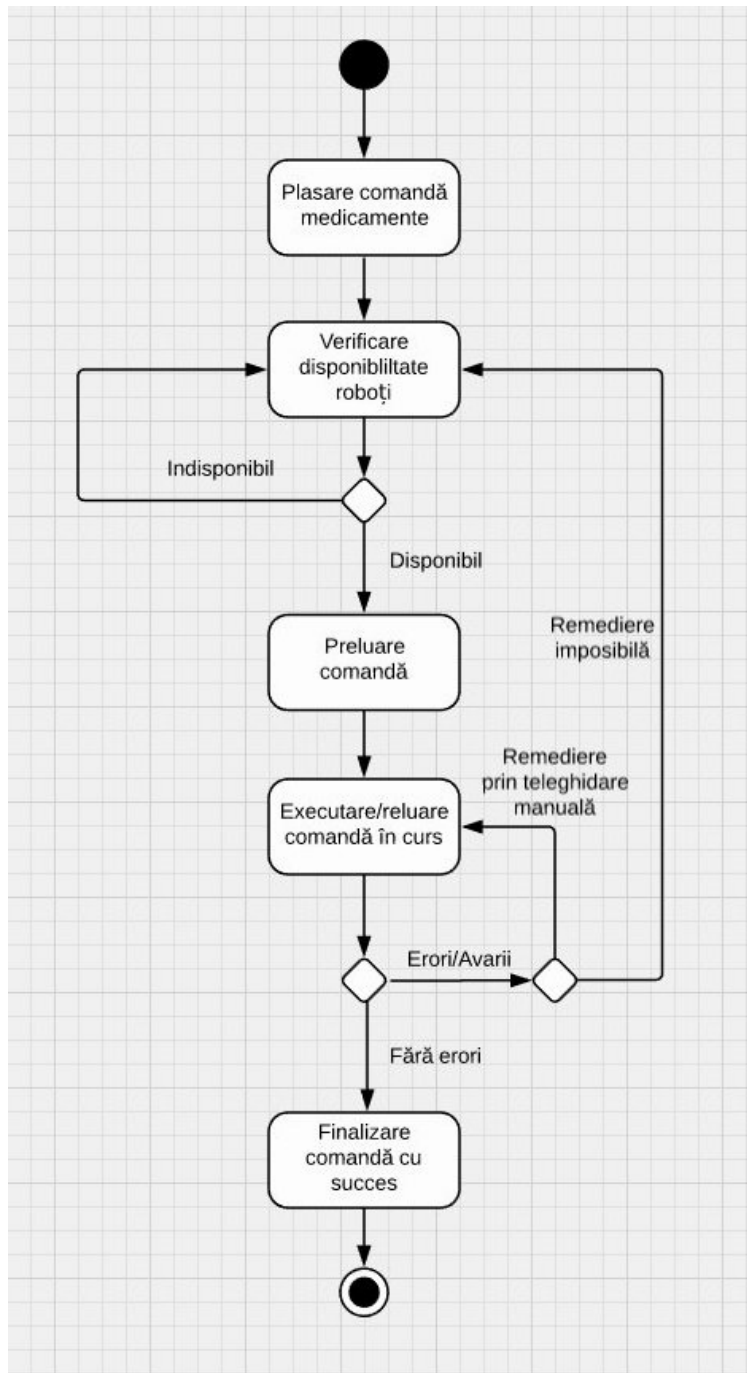 Plasare comandă
medicamente
Verificare
disponibliltate
roboți
Indisponibil
Disponibil
Remediere
imposibilă
Preluare
comandă
Remediere
prin teleghidare
manuală
Executare/reluare
comandă în curs
Erori/Avarii
Fără erori
Finalizare
comandă cu
succes